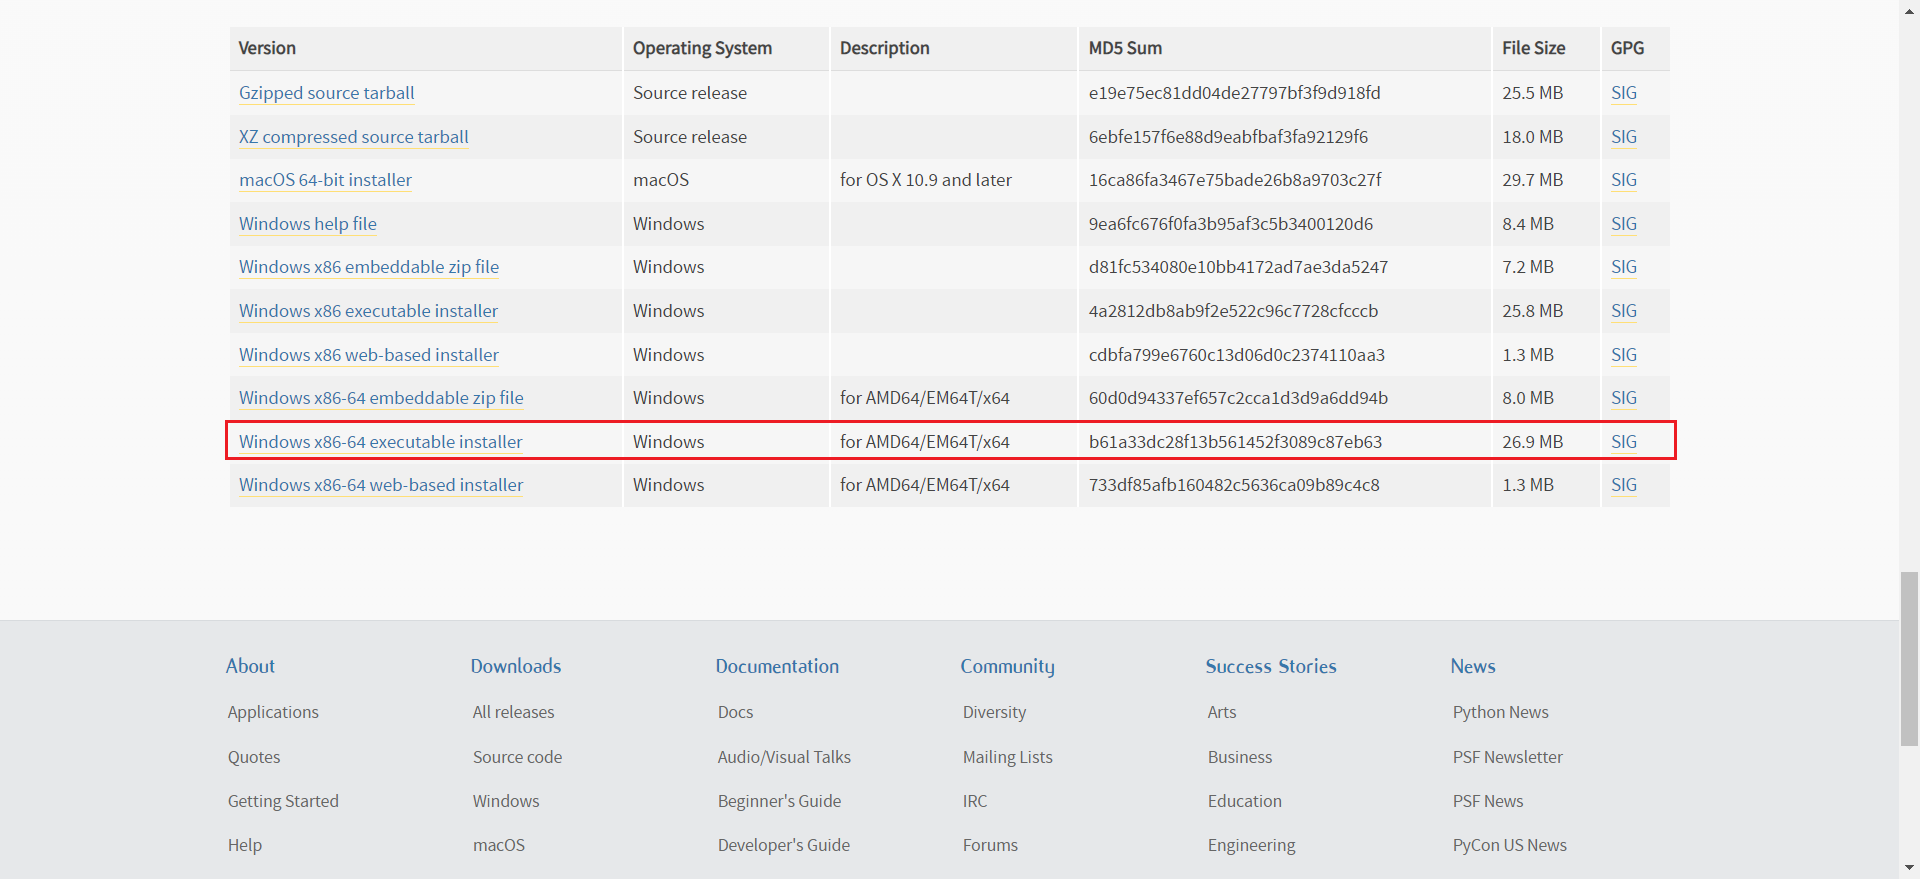 Version Operating System Description MD5 Sum File Size GPG
Gzipped source tarball Source release e19e75ec81dd04de27797bf3f9d918fd 25.5 MB SIG
XZ compressed source tarball Source release 6ebfe157f6e88d9eabfbaf3fa92129f6 18.0 MB SIG
macOS 64-bit installer macOS for OS X 10.9 and later 16ca86fa3467e75bade26b8a9703c27f 29.7 MB SIG
Windows help file Windows 9ea6fc676f0fa3b95af3c5b3400120d6 8.4 MB SIG
Windows x86 embeddable zip file Windows d81fc534080e10bb4172ad7ae3da5247 7.2 MB SIG
Windows x86 executable installer Windows 4a2812db8ab9f2e522c96c7728cfcccb 25.8 MB SIG
Windows x86 web-based installer Windows cdbfa799e6760c13d06d0c2374110aa3 1.3 MB SIG
Windows x86-64 embeddable zip file Windows for AMD64/EM64T/x64 60d0d94337ef657c2cca1d3d9a6dd94b 8.0 MB SIG
Windows x86-64 executable installer Windows for AMD64/EM64T/x64 b61a33dc28f13b561452f3089c87eb63 26.9 MB SIG
Windows x86-64 web-based installer Windows for AMD64/EM64T/x64 733df85afb160482c5636ca09b89c4c8 1.3 MB SIG
About Downloads Documentation Community Success Stories News
Applications All releases Docs Diversity Arts Python News
Quotes Source code Audio/Visual Talks Mailing Lists Business PSF Newsletter
Getting Started Windows Beginner's Guide IRC Education PSF News
Help macOS Developer's Guide Forums Engineering PyCon US News